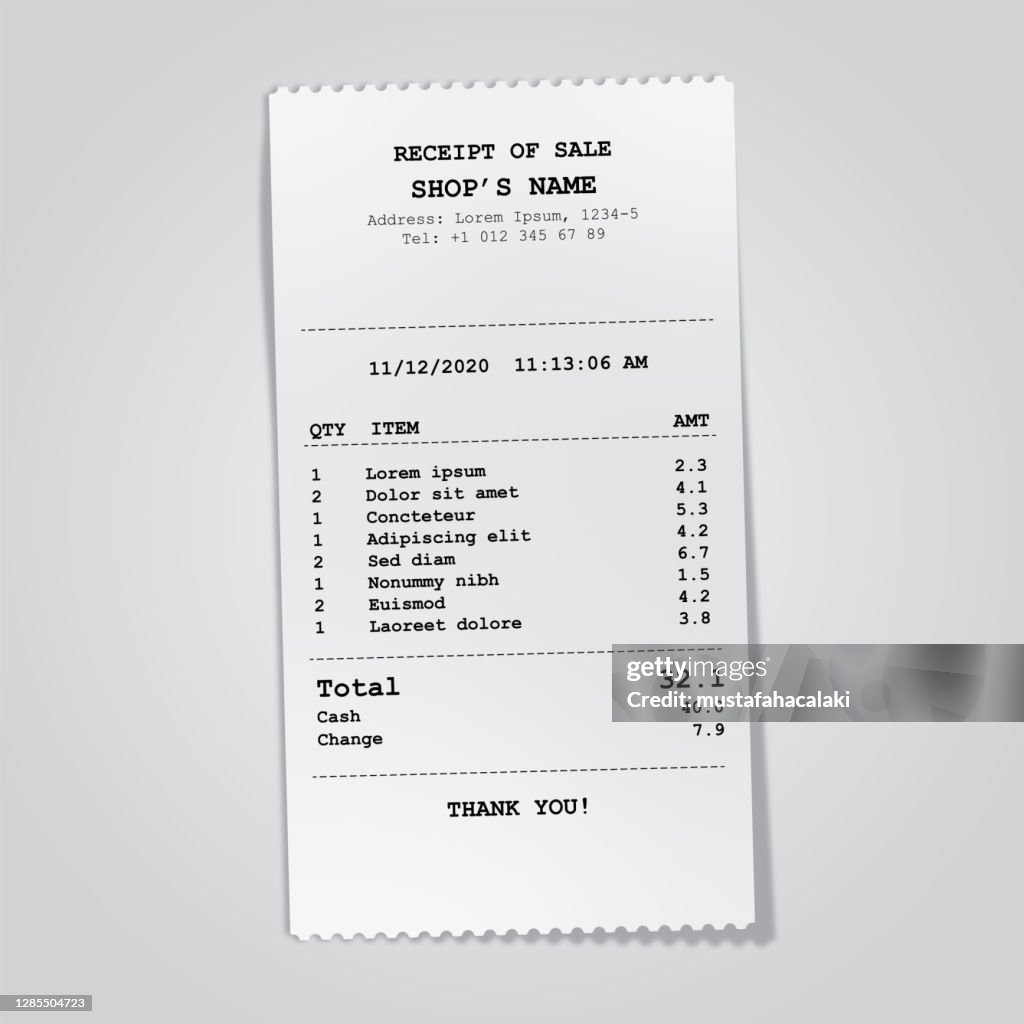 RECEIPT OF SALE
SHOP’S NAME
Address: Lorem Ipsum, 1234-5
Tel: +1 012 345 67 89
11/12/2020 11:13:06 AM
QTY ITEM AMT
1 Lorem ipsum 2.3
2 Dolor sit amet 4.1
1 Concteteur 5.3
1 Adipiscing elit 4.2
2 Sed diam 6.7
1 Nonummy nibh 1.5
2 Euismod 4.2
1 Laoreet dolore 3.8
Total 32.1
Cash 40.0
Change 7.9
THANK YOU!
gettyimages
Credit: mustafahacalaki
1285504723